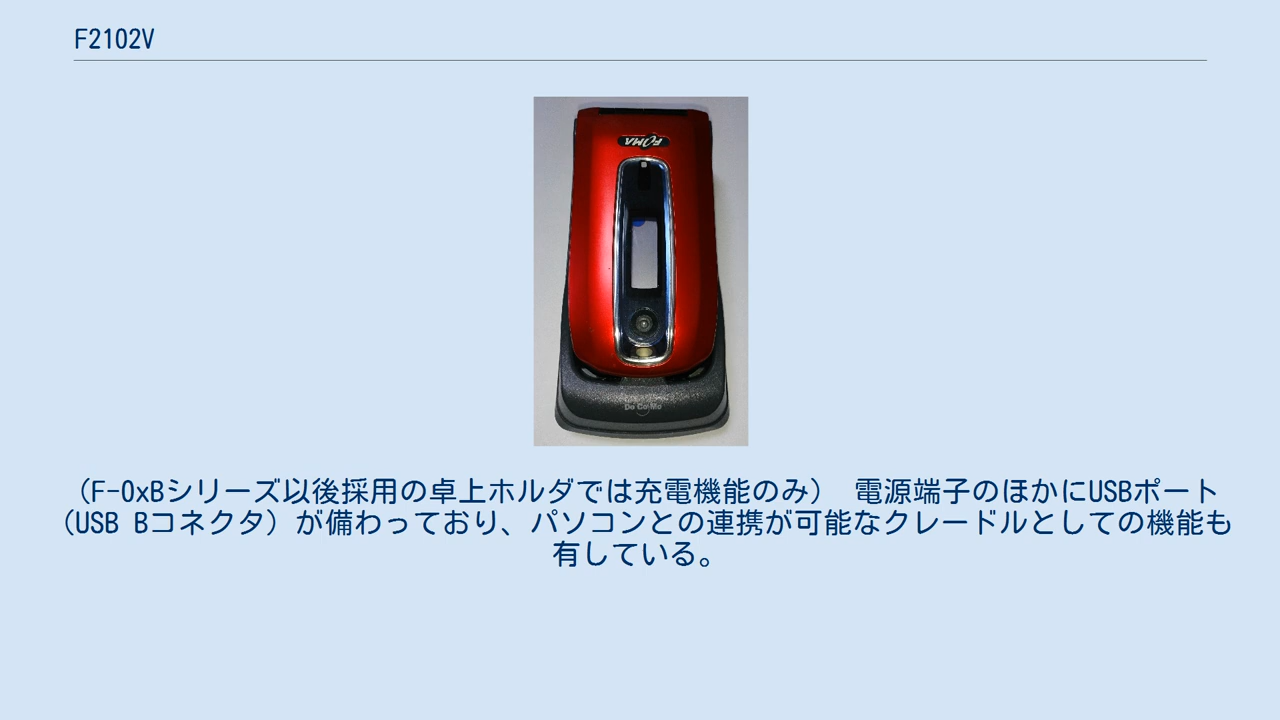 F2102V
FOMA
Do Co Mo
（F-0xBシリーズ以後採用の卓上ホルダでは充電機能のみ） 電源端子のほかにUSBポート
（USB Bコネクタ）が備わっており、パソコンとの連携が可能なクレードルとしての機能も
有している。